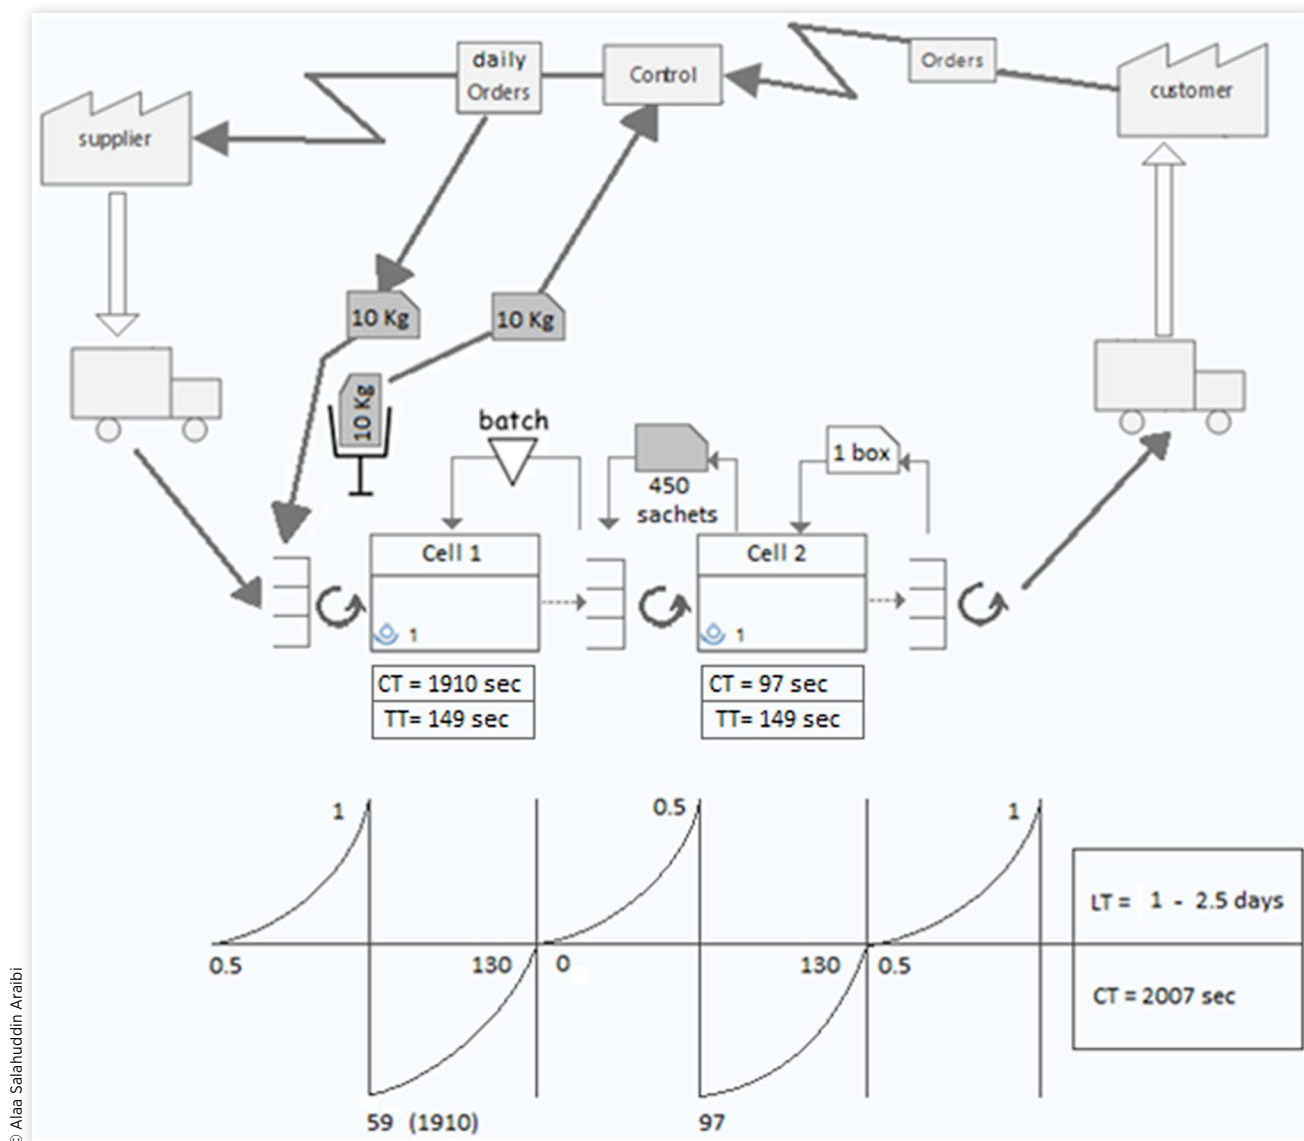 daily
Orders
Control
Orders
customer
supplier
10 Kg
10 Kg
10 Kg
batch
1 box
450
sachets
Cell 1
Cell 2
1
1
CT = 1910 sec
TT= 149 sec
CT = 97 sec
TT= 149 sec
1
0.5
1
LT = 1 - 2.5 days
0.5
130
0
130
0.5
CT = 2007 sec
59 (1910)
97
© Alaa Salahuddin Araibi